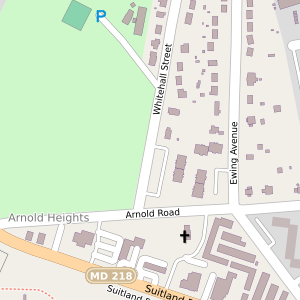 P
Whitehall Street
Ewing Avenue
Arnold Heights
Arnold Road
MD 218
Suitland
Suitland